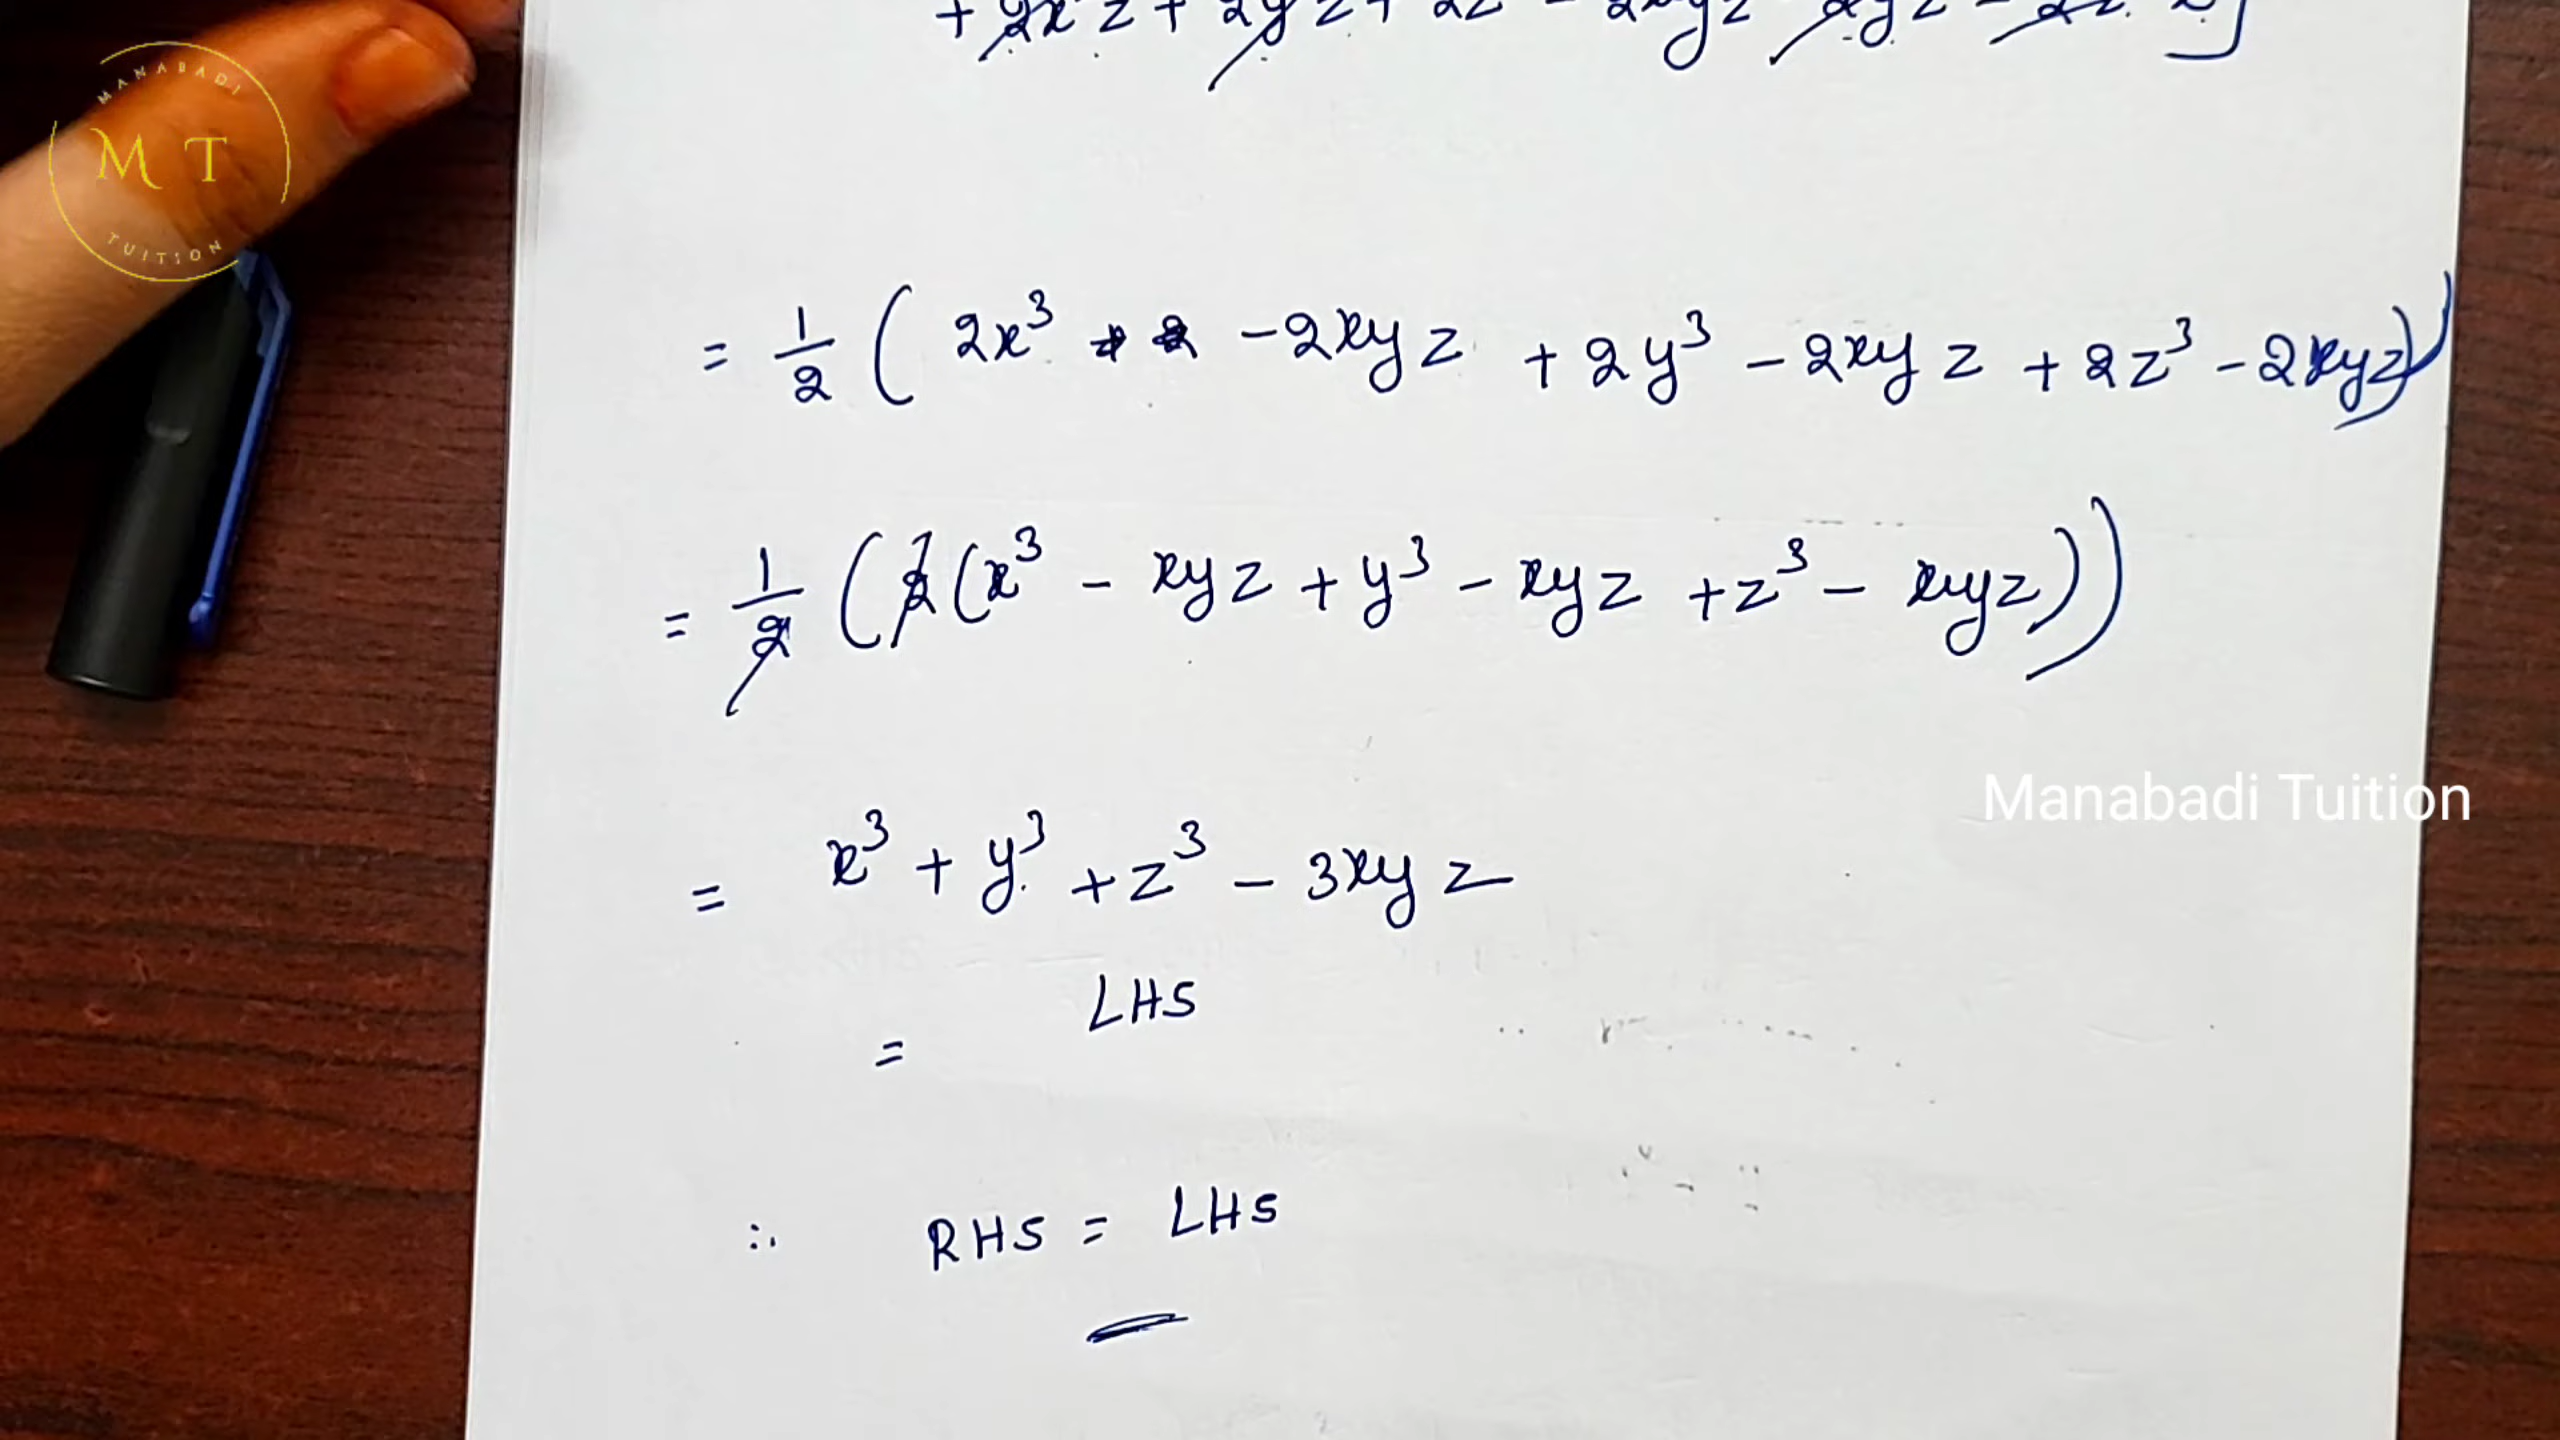 MANABADI
M T
TUITION
= 1/2 ( 2x³ - 2xyz + 2y³ - 2xyz + 2z³ - 2xyz )
= 1/2 ( 2 (x³ - xyz + y³ - xyz + z³ - xyz ) )
Manabadi Tuition
= x³ + y³ + z³ - 3xyz
= LHS
∴ RHS = LHS